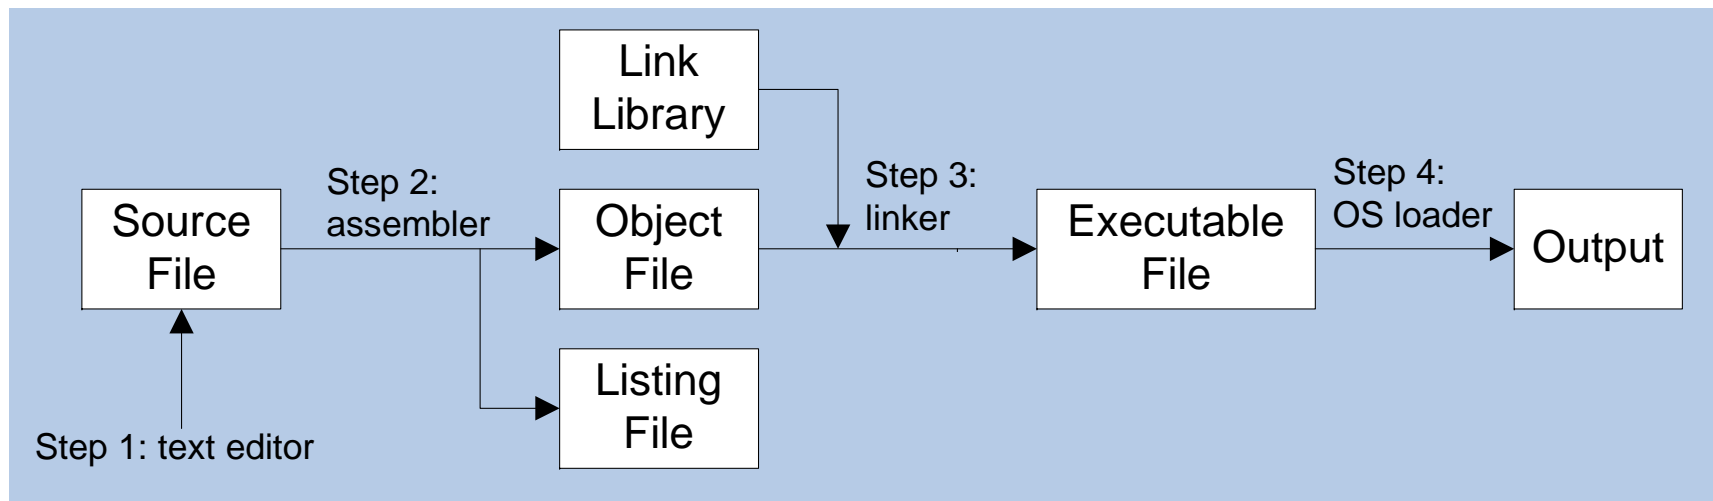 Link
Library
Step 2:
assembler
Step 3:
linker
Step 4:
OS loader
Source
File
Object
File
Executable
File
Output
Listing
File
Step 1: text editor